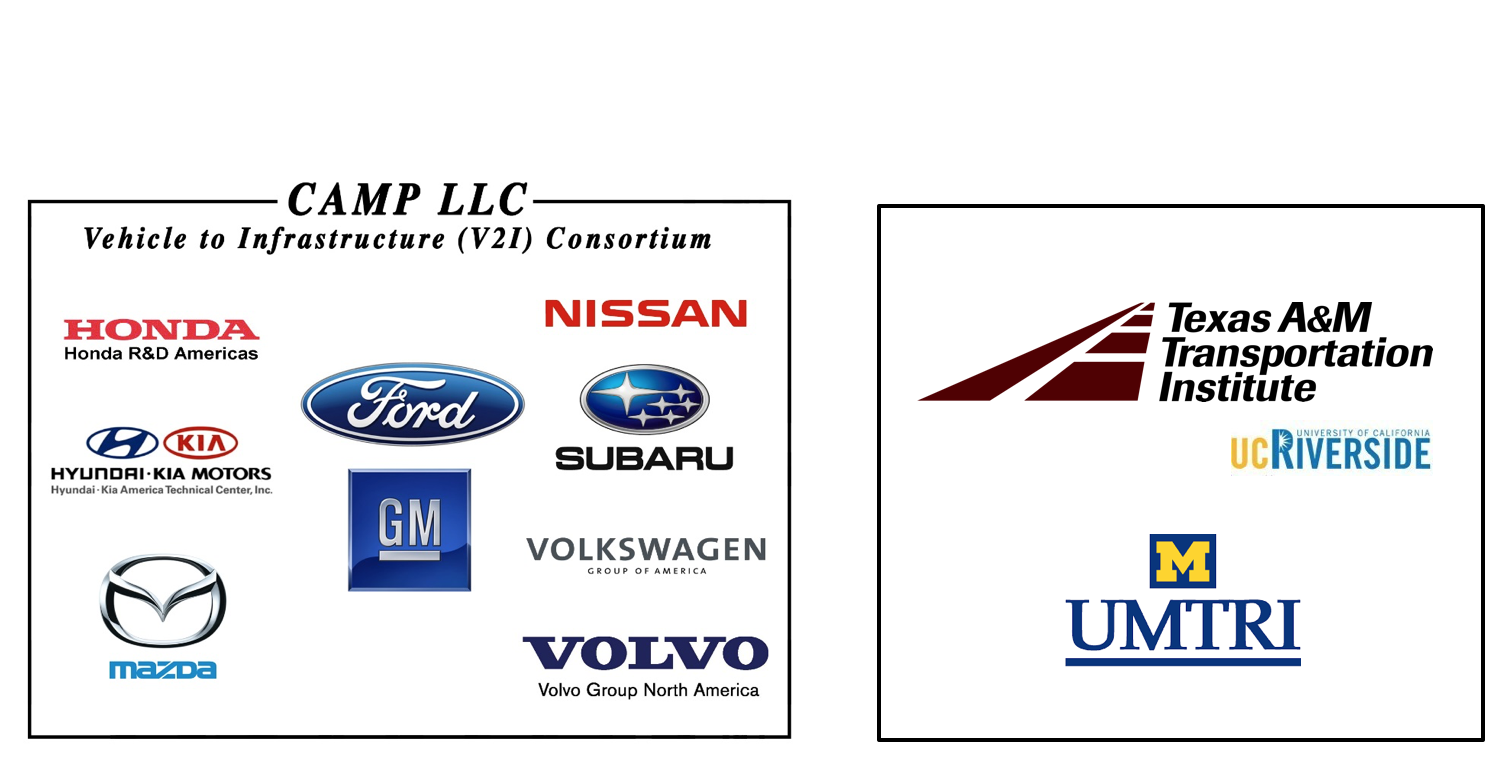 CAMP LLC
Vehicle to Infrastructure (V2I) Consortium
HONDA
Honda R&D Americas
KIA
HYUNDAI·KIA MOTORS
Hyundai·Kia America Technical Center, Inc.
mazda
Ford
GM
NISSAN
SUBARU
VOLKSWAGEN
GROUP OF AMERICA
VOLVO
Volvo Group North America
Texas A&M
Transportation
Institute
UNIVERSITY OF CALIFORNIA
UCRIVERSIDE
M
UMTRI